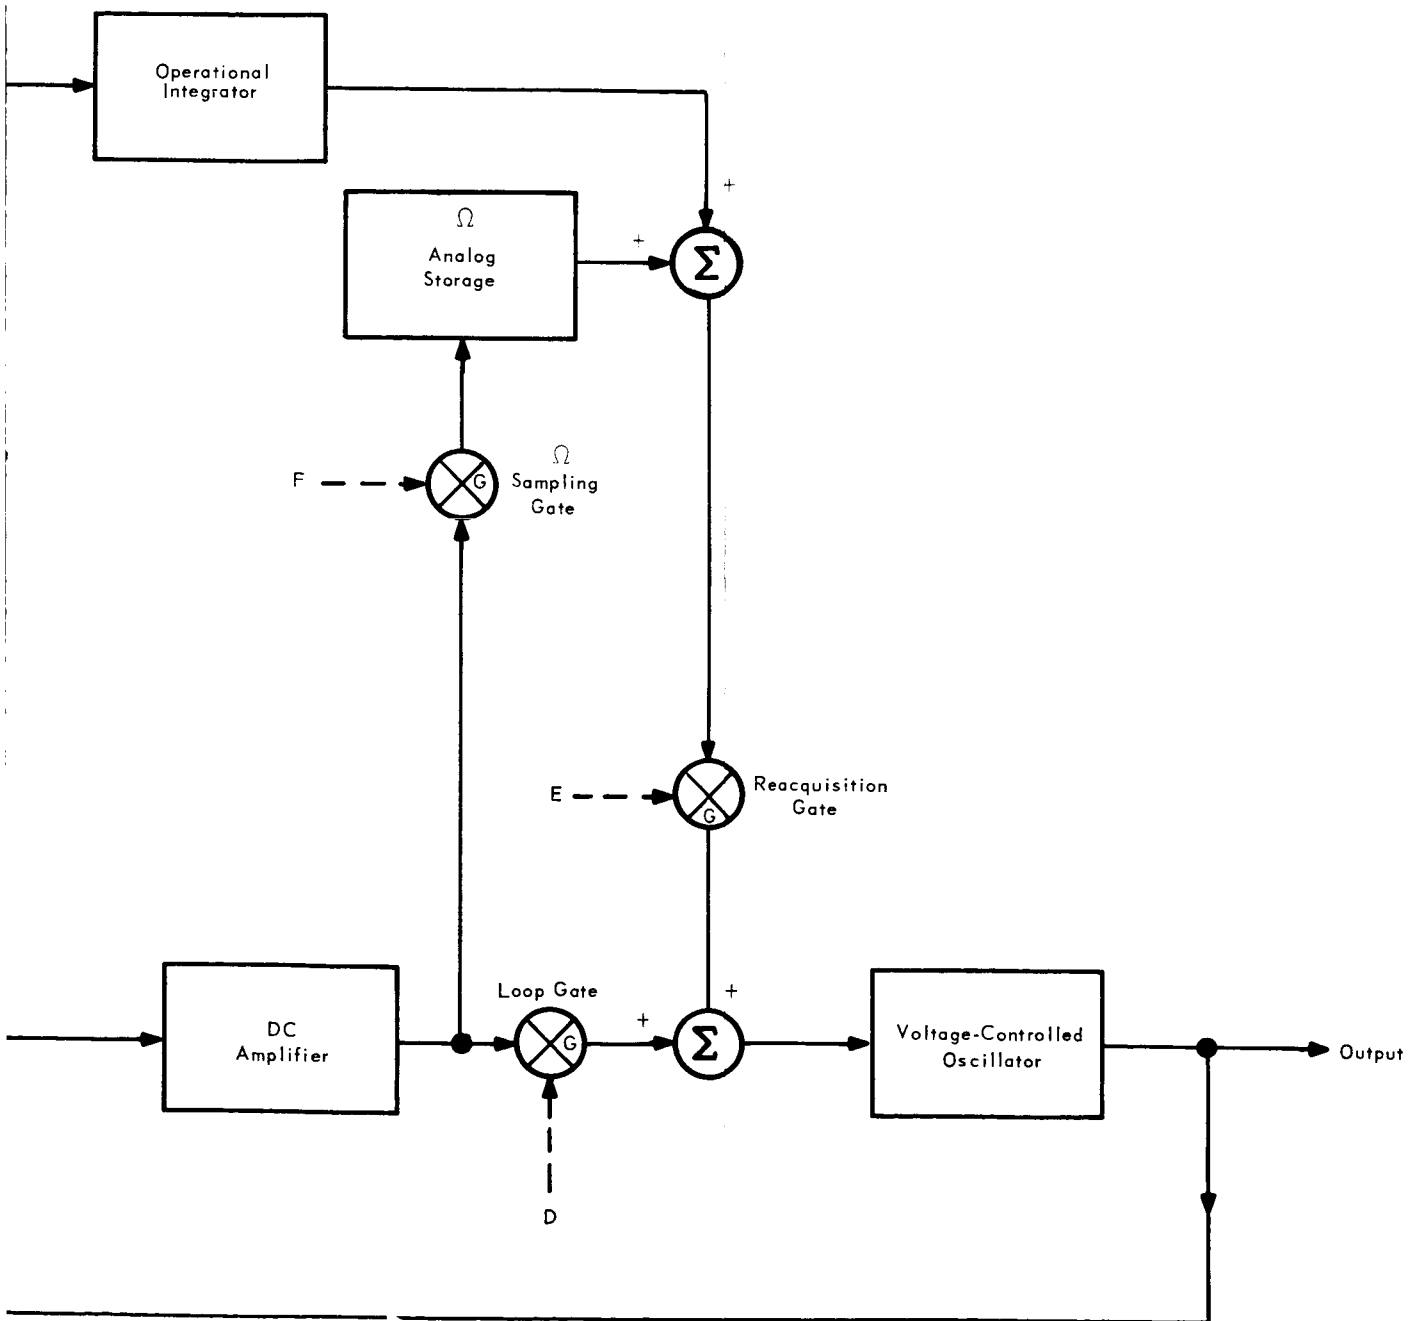 Operational
Integrator
+
Ω
Analog
Storage
+
Σ
F
G
Ω
Sampling
Gate
E
G
Reacquisition
Gate
DC
Amplifier
Loop Gate
G
+
+
Σ
Voltage-Controlled
Oscillator
Output
D